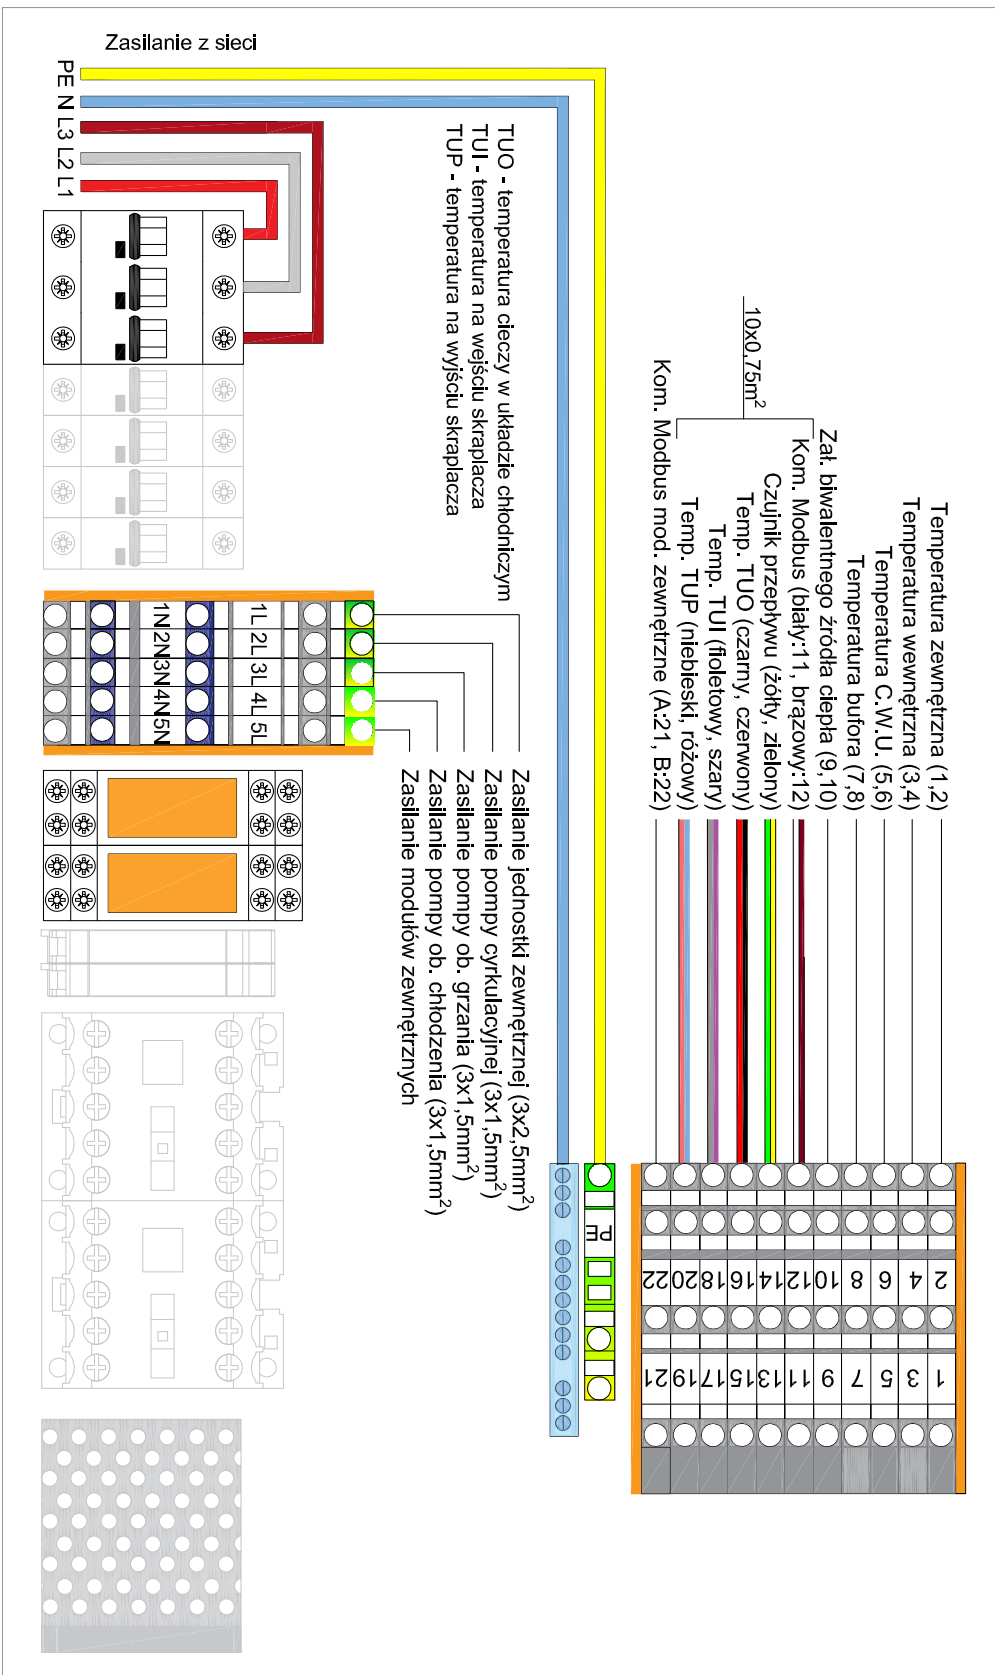 Zasilanie z sieci
PE N L3 L2 L1
TUO - temperatura cieczy w układzie chłodniczym
TUI - temperatura na wejściu skraplacza
TUP - temperatura na wyjściu skraplacza
10x0,75m²
Temperatura zewnętrzna (1,2)
Temperatura wewnętrzna (3,4)
Temperatura C.W.U. (5,6)
Temperatura bufora (7,8)
Zał. biwalentnego źródła ciepła (9,10)
Kom. Modbus (biały:11, brązowy:12)
Czujnik przepływu (żółty, zielony)
Temp. TUO (czarny, czerwony)
Temp. TUI (fioletowy, szary)
Temp. TUP (niebieski, różowy)
Kom. Modbus mod. zewnętrzne (A:21, B:22)
1L 2L 3L 4L 5L
1N 2N 3N 4N 5N
Zasilanie jednostki zewnętrznej (3x2,5mm²)
Zasilanie pompy cyrkulacyjnej (3x1,5mm²)
Zasilanie pompy ob. grzania (3x1,5mm²)
Zasilanie pompy ob. chłodzenia (3x1,5mm²)
Zasilanie modułów zewnętrznych
PE
22 20 18 16 14 12 10 8 6 4 2
21 19 17 15 13 11 9 7 5 3 1